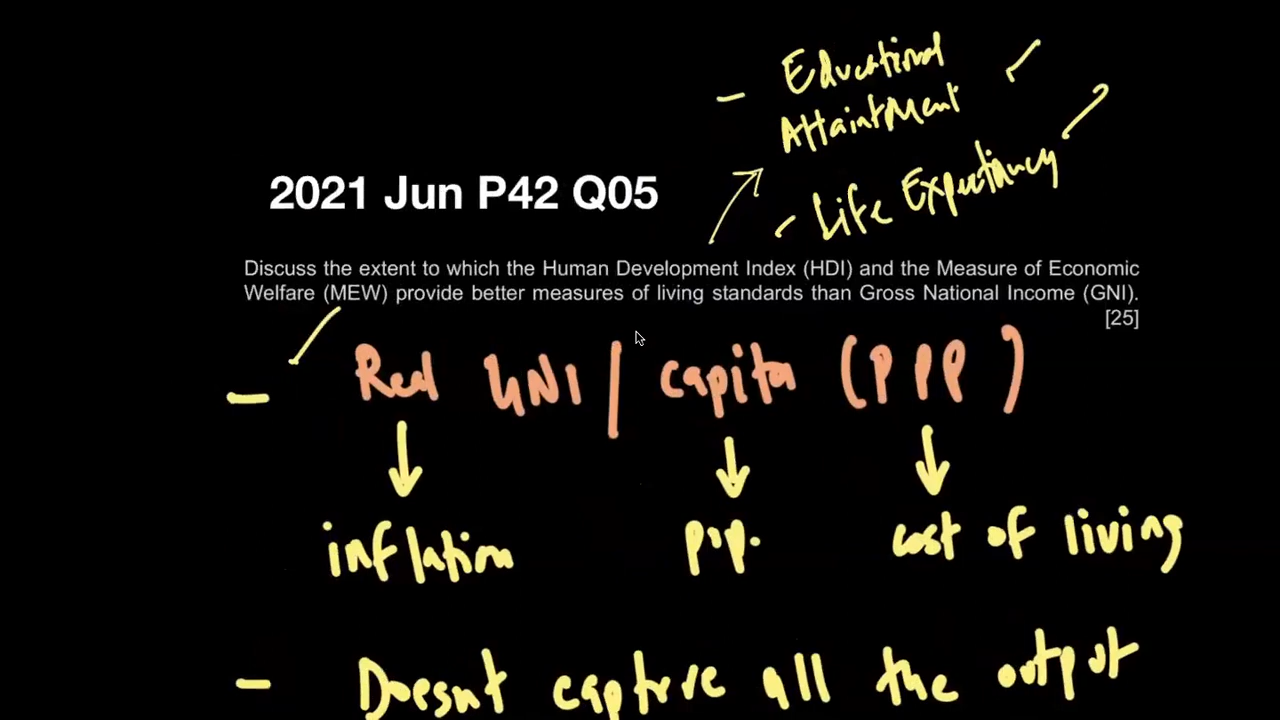 - Educational
Attaintment
- Life Expectancy
2021 Jun P42 Q05
Discuss the extent to which the Human Development Index (HDI) and the Measure of Economic
Welfare (MEW) provide better measures of living standards than Gross National Income (GNI).
[25]
- Real GNI / Capita (PPP)
inflation pop. cost of living
- Doesnt capture all the output